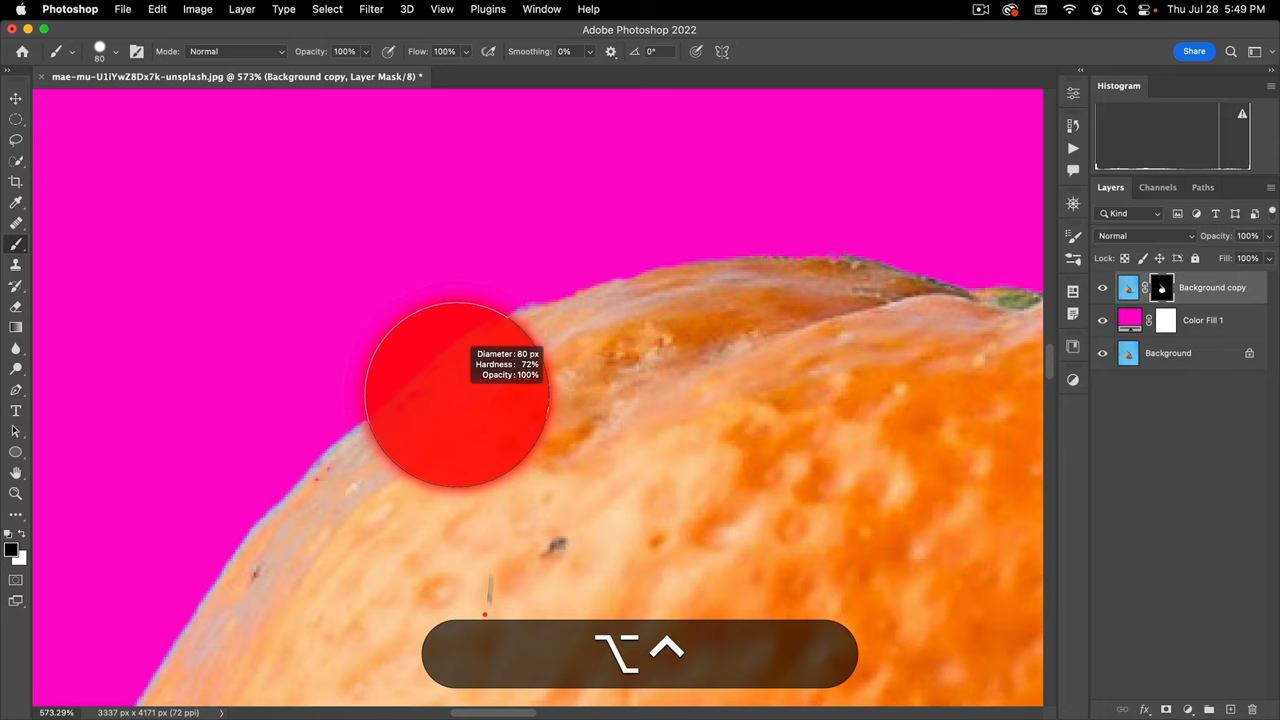 Photoshop File Edit Image Layer Type Select Filter 3D View Plugins Window Help Thu Jul 28 5:49 PM
Adobe Photoshop 2022
80 Mode: Normal Opacity: 100% Flow: 100% Smoothing: 0% 0° Share
× mae-mu-U1iYwZ8Dx7k-unsplash.jpg @ 573% (Background copy, Layer Mask/8) *
Histogram
Layers Channels Paths
Kind
Normal Opacity: 100%
Lock: Fill: 100%
Background copy
Color Fill 1
Background
Diameter: 80 px
Hardness: 72%
Opacity: 100%
⌥ ^
573.29% 3337 px x 4171 px (72 ppi)